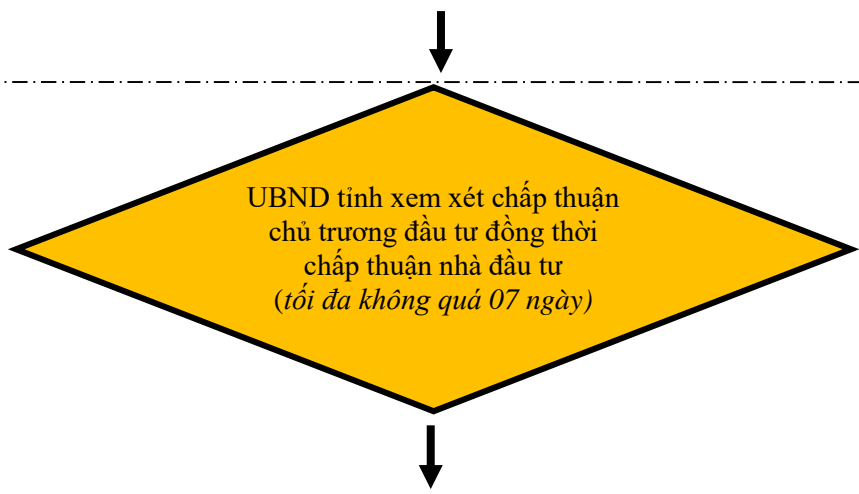 UBND tỉnh xem xét chấp thuận
chủ trương đầu tư đồng thời
chấp thuận nhà đầu tư
(tối đa không quá 07 ngày)